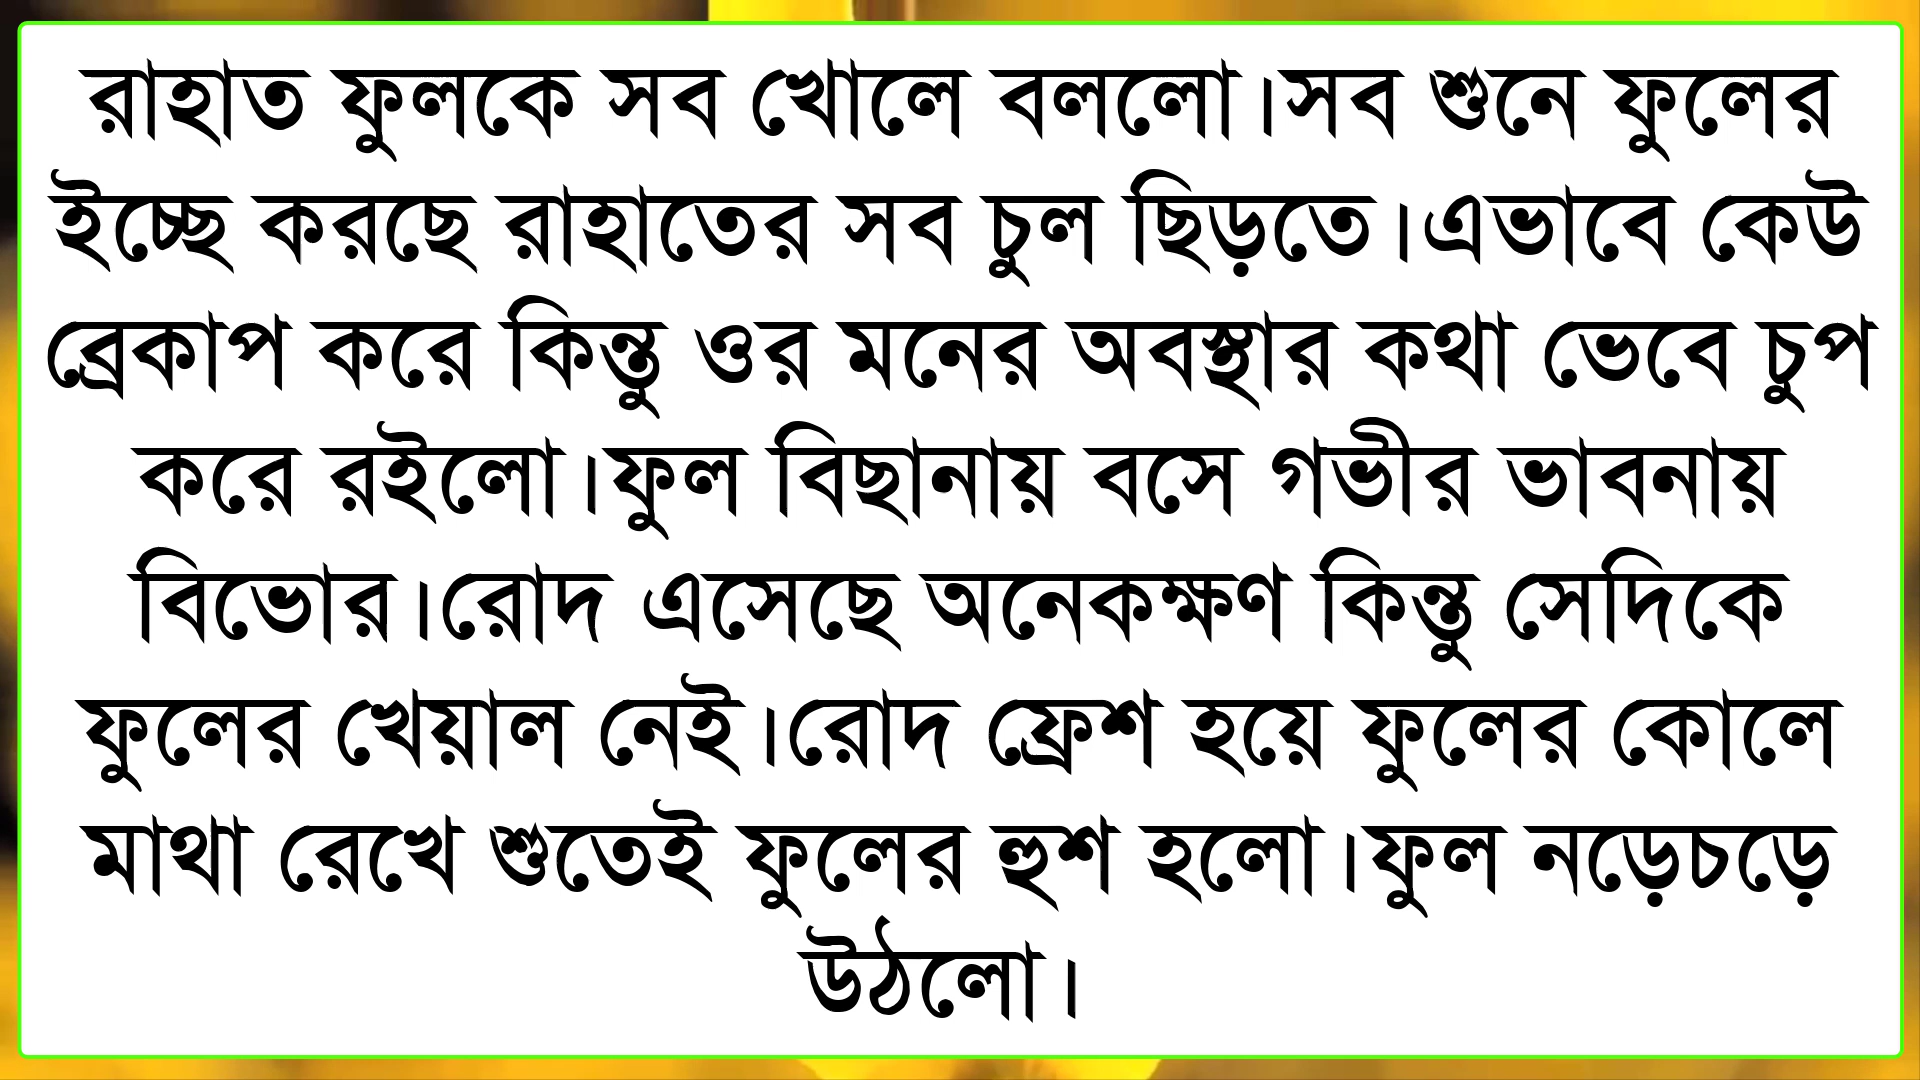 রাহাত ফুলকে সব খোলে বললো।সব শুনে ফুলের
ইচ্ছে করছে রাহাতের সব চুল ছিড়তে।এভাবে কেউ
ব্রেকাপ করে কিন্তু ওর মনের অবস্থার কথা ভেবে চুপ
করে রইলো।ফুল বিছানায় বসে গভীর ভাবনায়
বিভোর।রোদ এসেছে অনেকক্ষণ কিন্তু সেদিকে
ফুলের খেয়াল নেই।রোদ ফ্রেশ হয়ে ফুলের কোলে
মাথা রেখে শুতেই ফুলের হুশ হলো।ফুল নড়েচড়ে
উঠলো।